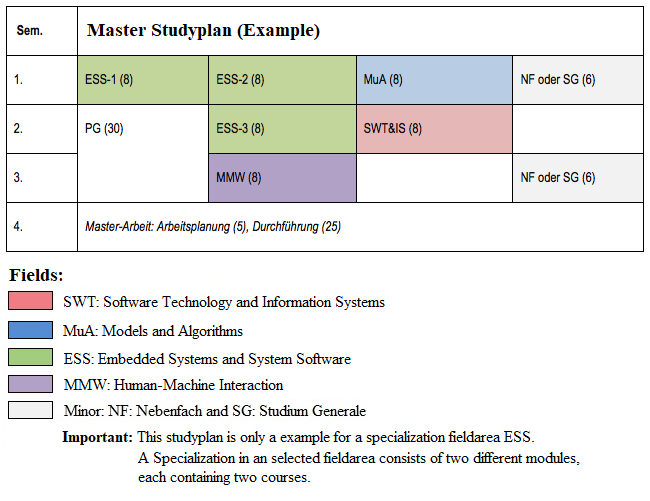 Sem. Master Studyplan (Example)
1. ESS-1 (8) ESS-2 (8) MuA (8) NF oder SG (6)
2. PG (30) ESS-3 (8) SWT&IS (8)
3. MMW (8) NF oder SG (6)
4. Master-Arbeit: Arbeitsplanung (5), Durchführung (25)
Fields:
SWT: Software Technology and Information Systems
MuA: Models and Algorithms
ESS: Embedded Systems and System Software
MMW: Human-Machine Interaction
Minor: NF: Nebenfach and SG: Studium Generale
Important: This studyplan is only a example for a specialization fieldarea ESS.
A Specialization in an selected fieldarea consists of two different modules,
each containing two courses.